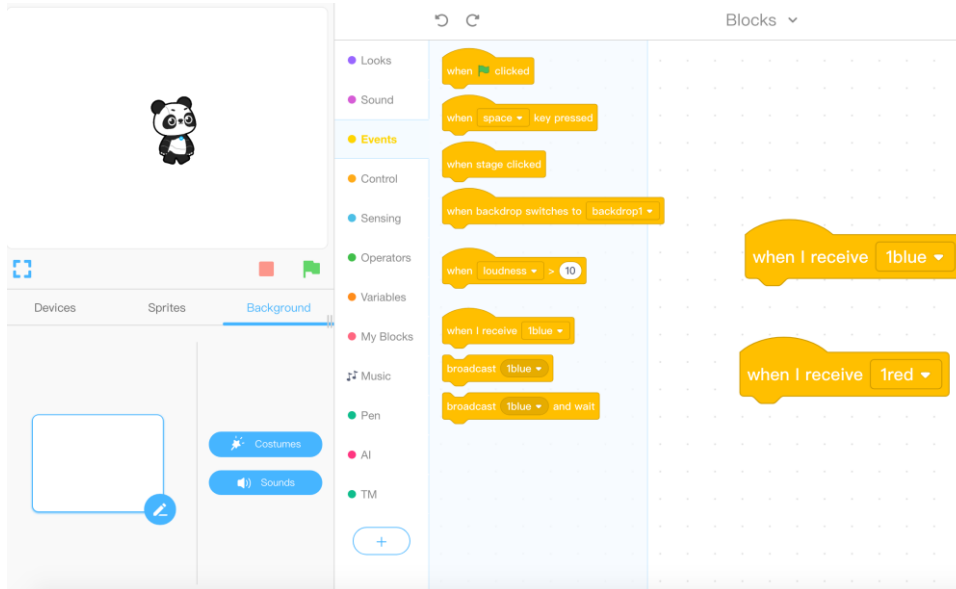 Blocks
Looks
Sound
Events
Control
Sensing
Operators
Variables
My Blocks
Music
Pen
AI
TM
+
when clicked
when space key pressed
when stage clicked
when backdrop switches to backdrop1
when loudness > 10
when I receive 1blue
broadcast 1blue
broadcast 1blue and wait
when I receive 1blue
when I receive 1red
Devices
Sprites
Background
Costumes
Sounds